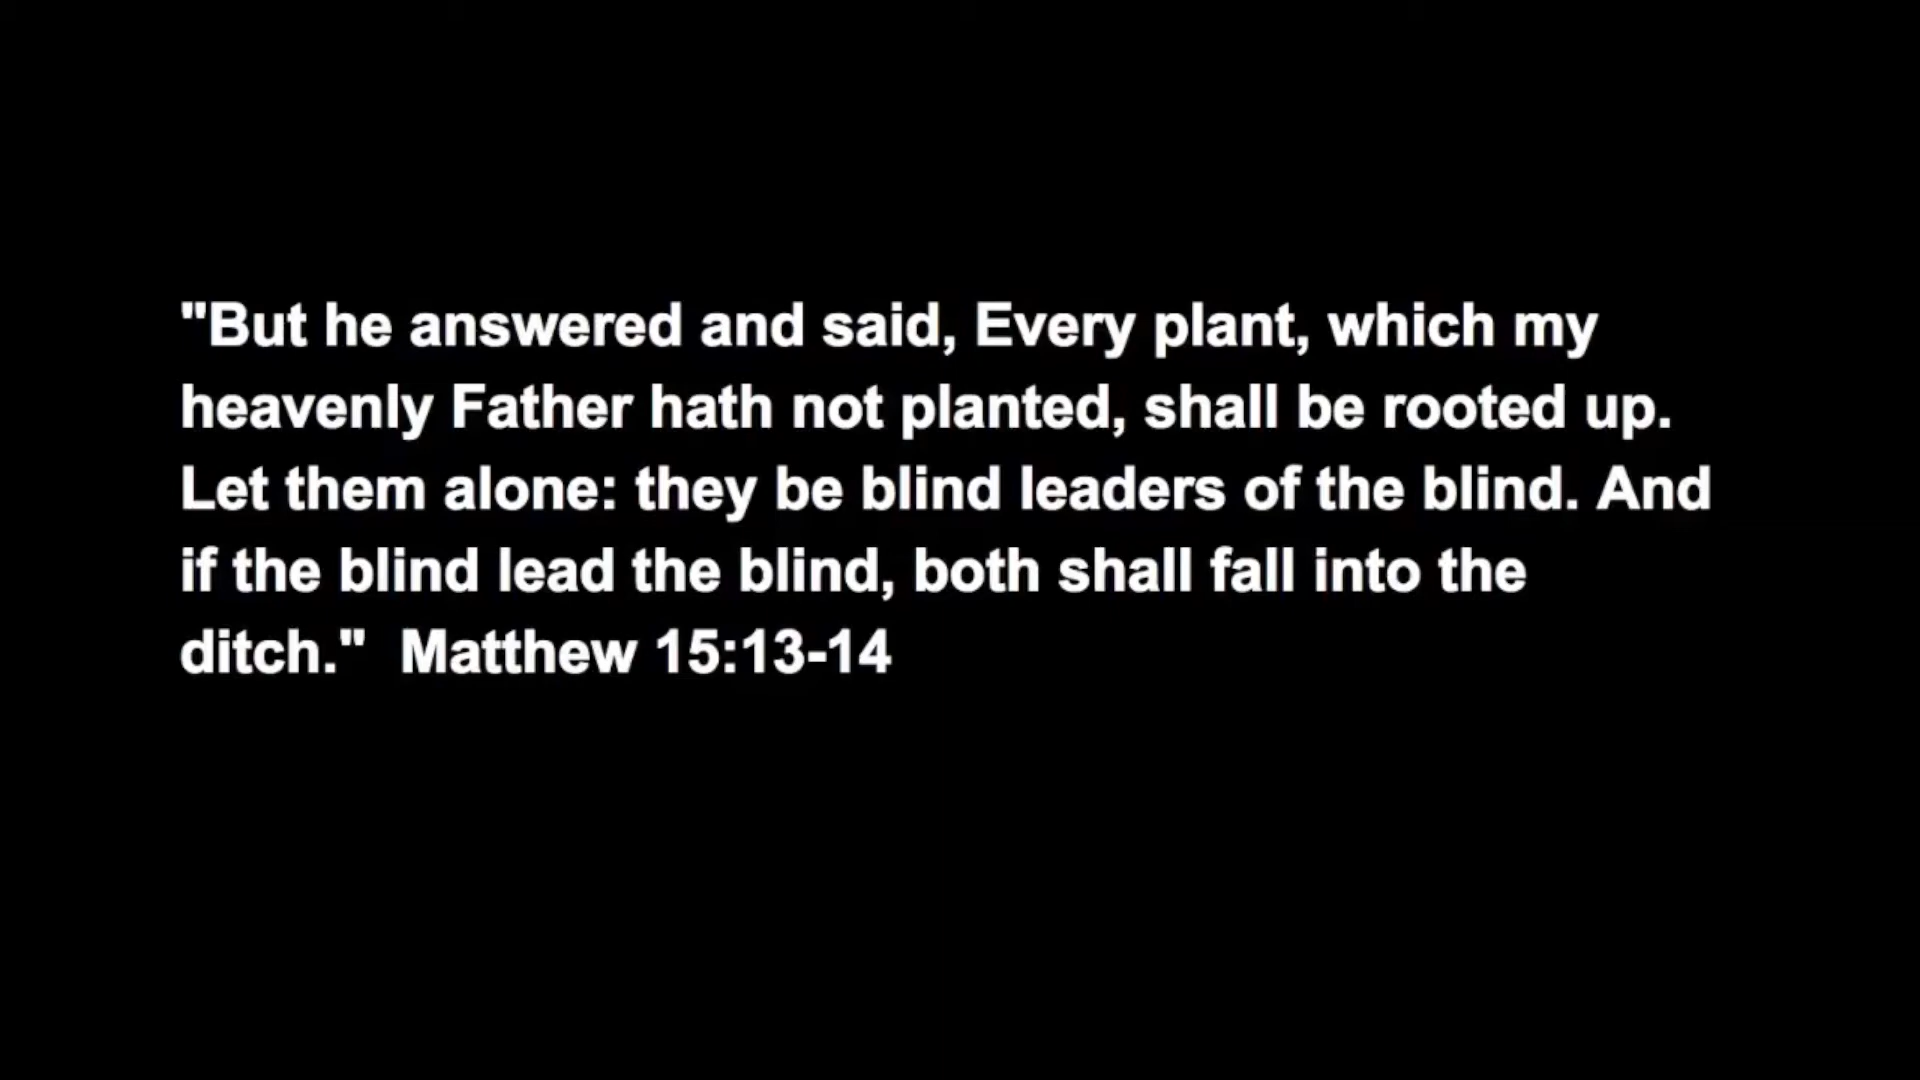 "But he answered and said, Every plant, which my
heavenly Father hath not planted, shall be rooted up.
Let them alone: they be blind leaders of the blind. And
if the blind lead the blind, both shall fall into the
ditch."  Matthew 15:13-14